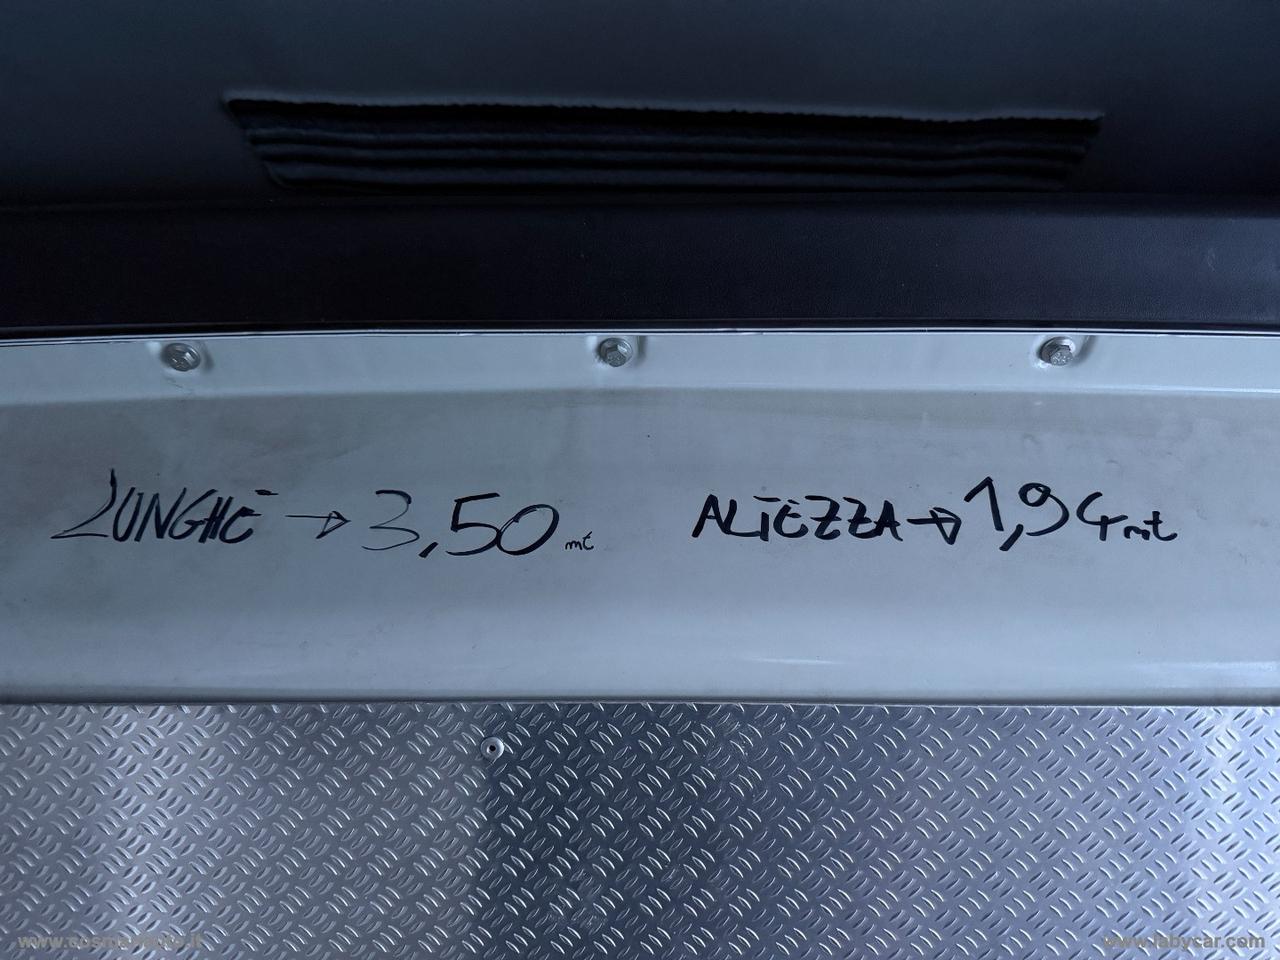 LUNGHE → 3,50 mt ALTEZZA → 1,94 mt
www.labycar.com